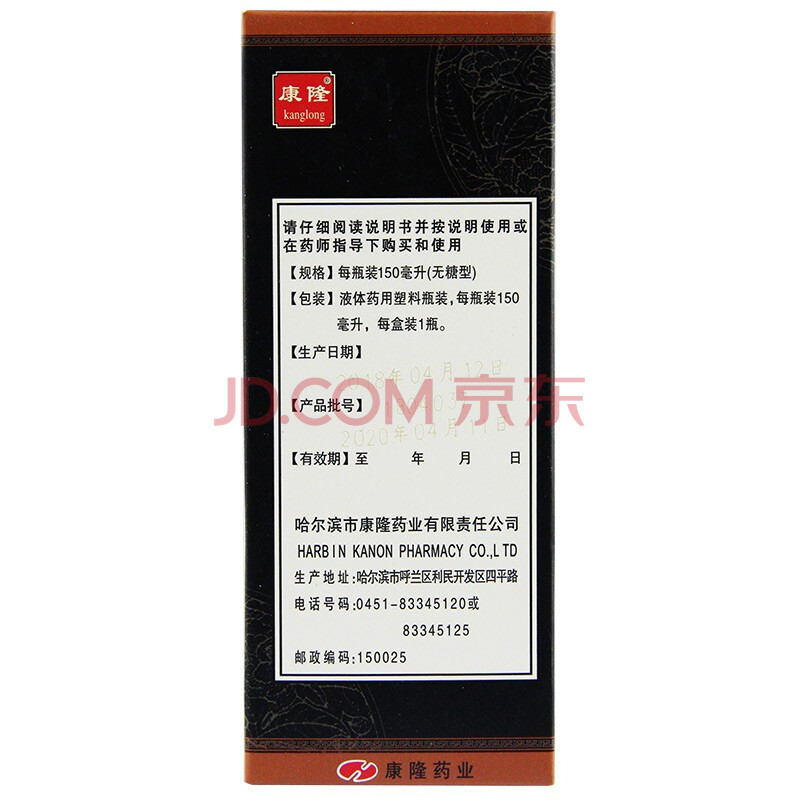 康隆®
kanglong
请仔细阅读说明书并按说明使用或
在药师指导下购买和使用
【规格】每瓶装150毫升(无糖型)
【包装】液体药用塑料瓶装,每瓶装150
毫升，每盒装1瓶。
【生产日期】
2018年04月12日
JD.COM 京东
【产品批号】
2020年04月11日
【有效期】至 年 月 日
哈尔滨市康隆药业有限责任公司
HARBIN KANON PHARMACY CO.,LTD
生产地址:哈尔滨市呼兰区利民开发区四平路
电话号码:0451-83345120或
83345125
邮政编码:150025
康隆药业